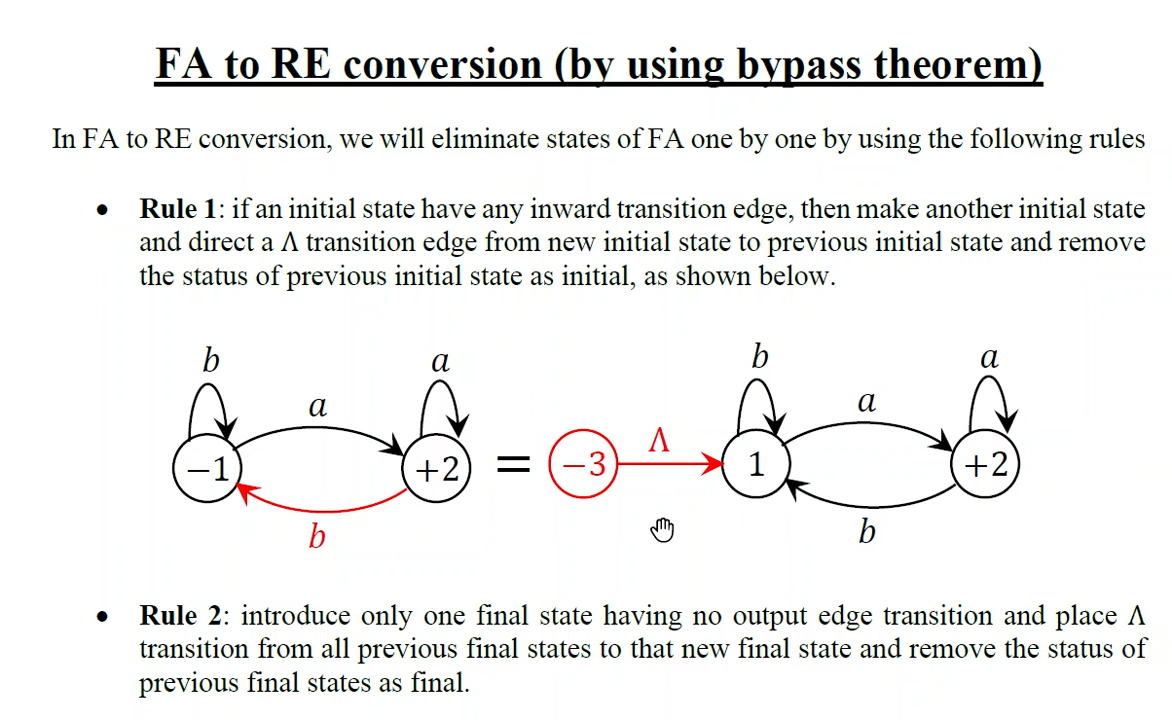 FA to RE conversion (by using bypass theorem)
In FA to RE conversion, we will eliminate states of FA one by one by using the following rules
• Rule 1: if an initial state have any inward transition edge, then make another initial state
and direct a Λ transition edge from new initial state to previous initial state and remove
the status of previous initial state as initial, as shown below.
b a b a
a Λ a
−1 +2 = −3 1 +2
b b
• Rule 2: introduce only one final state having no output edge transition and place Λ
transition from all previous final states to that new final state and remove the status of
previous final states as final.